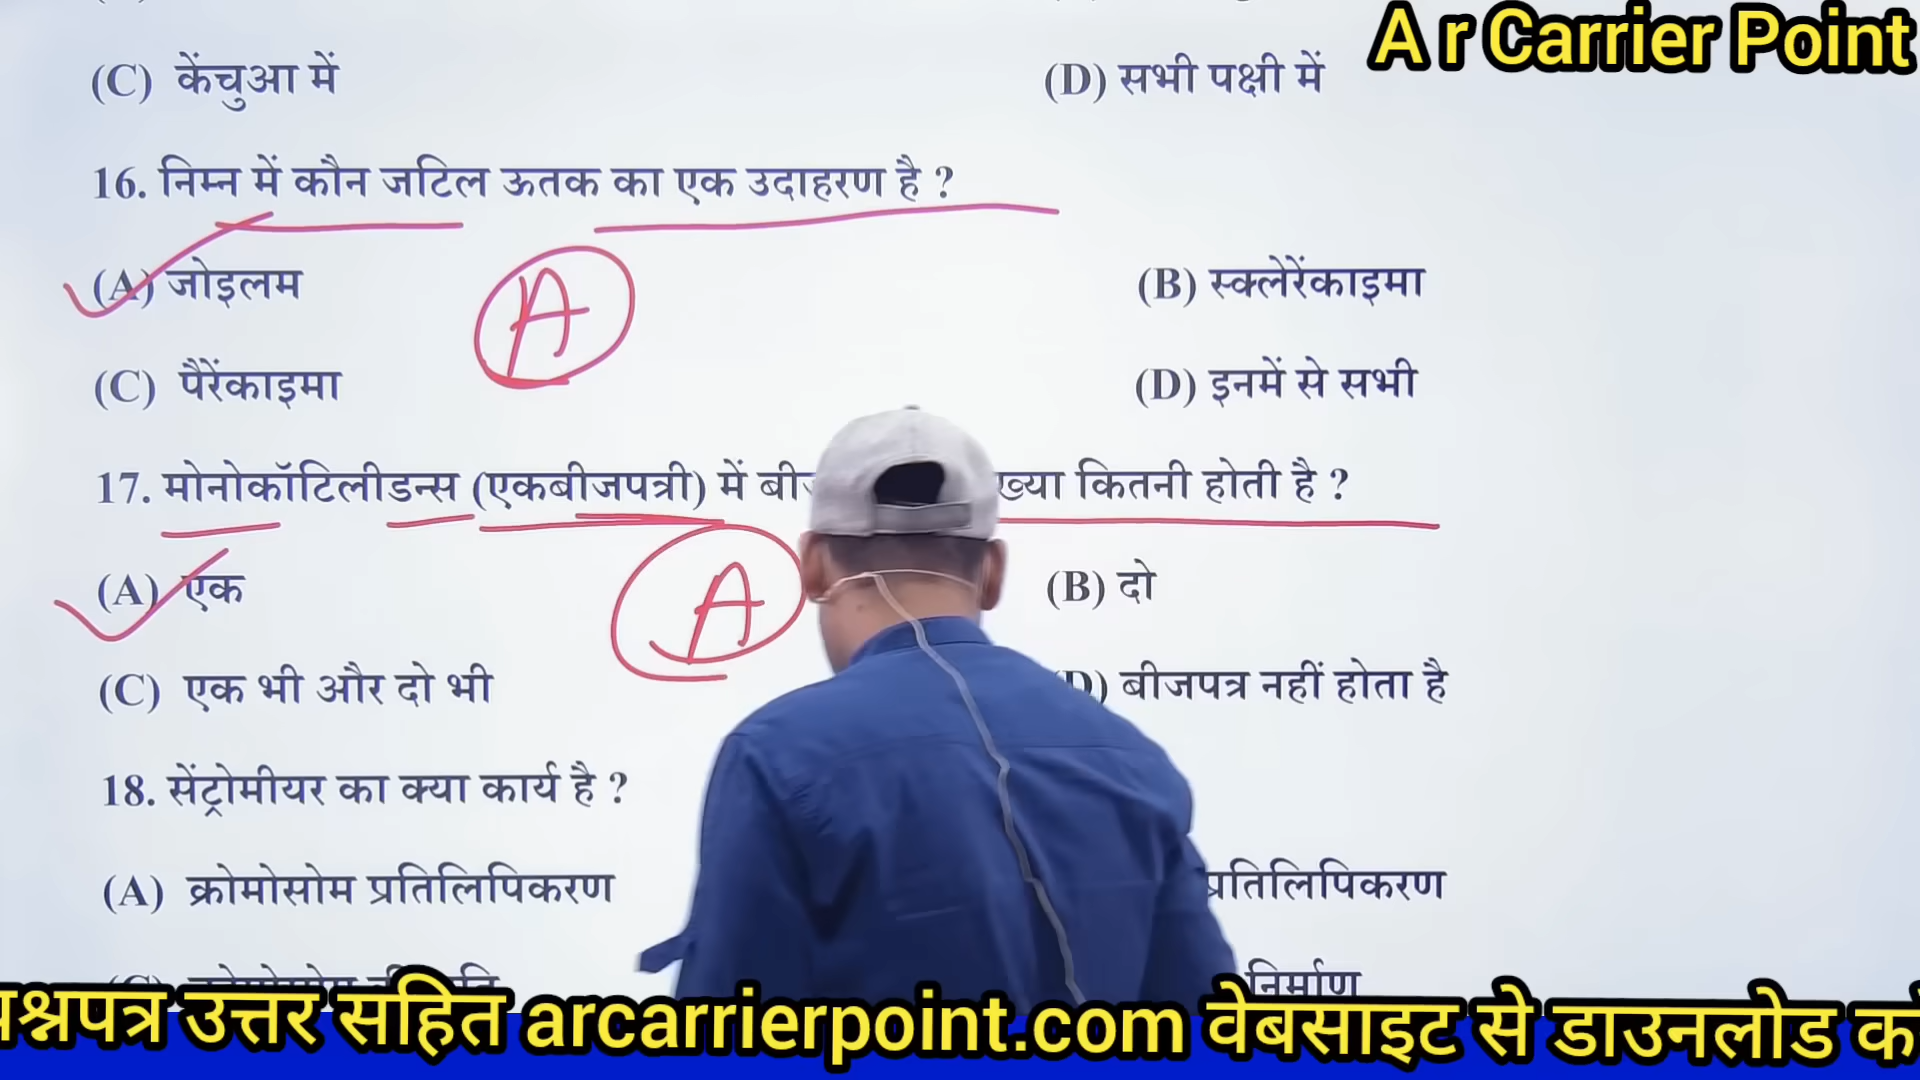 A r Carrier Point
(C) केंचुआ में
(D) सभी पक्षी में
16. निम्न में कौन जटिल ऊतक का एक उदाहरण है ?
(A) जोइलम
A
(B) स्क्लेरेंकाइमा
(C) पैरेंकाइमा
(D) इनमें से सभी
17. मोनोकॉटिलीडन्स (एकबीजपत्री) में कितनी होती है ?
(A) एक
A
(B) दो
(C) एक भी और दो भी
(D) बीजपत्र नहीं होता है
18. सेंट्रोमीयर का क्या कार्य है ?
(A) क्रोमोसोम प्रतिलिपिकरण
प्रतिलिपिकरण
निर्माण
प्रश्नपत्र उत्तर सहित arcarrierpoint.com वेबसाइट से डाउनलोड